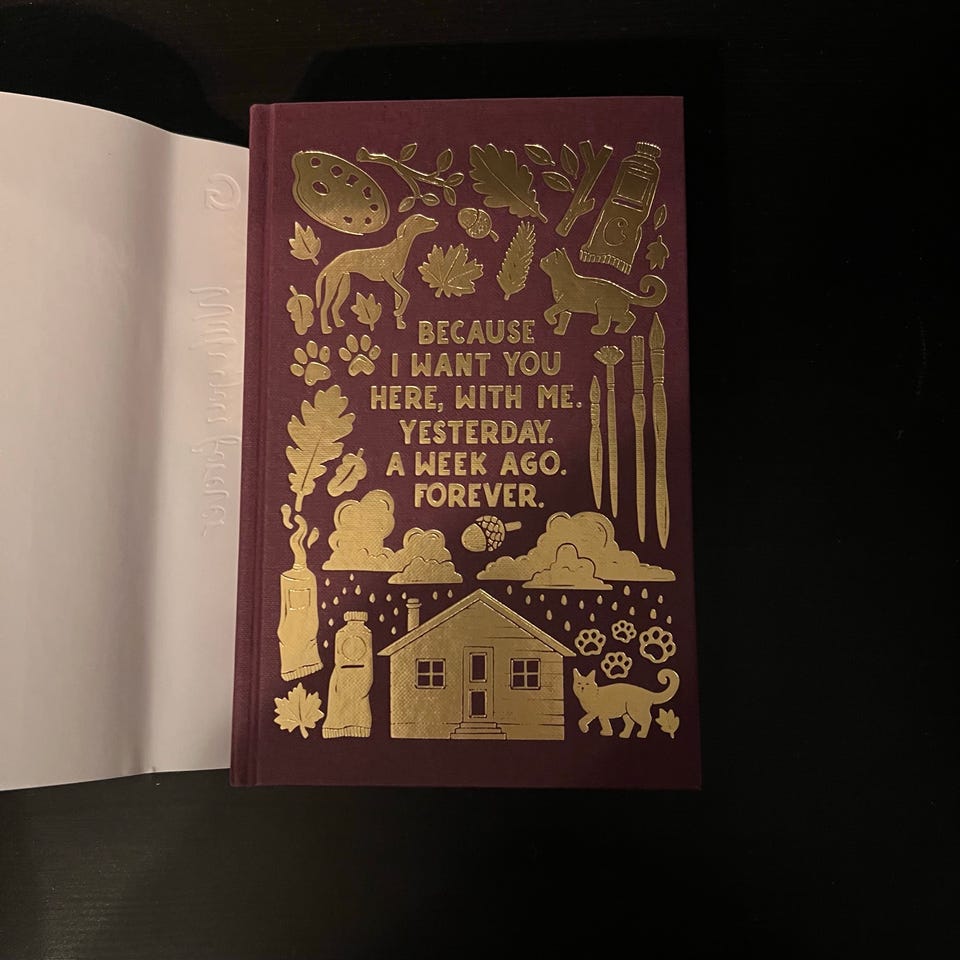 BECAUSE
I WANT YOU
HERE, WITH ME.
YESTERDAY.
A WEEK AGO.
FOREVER.